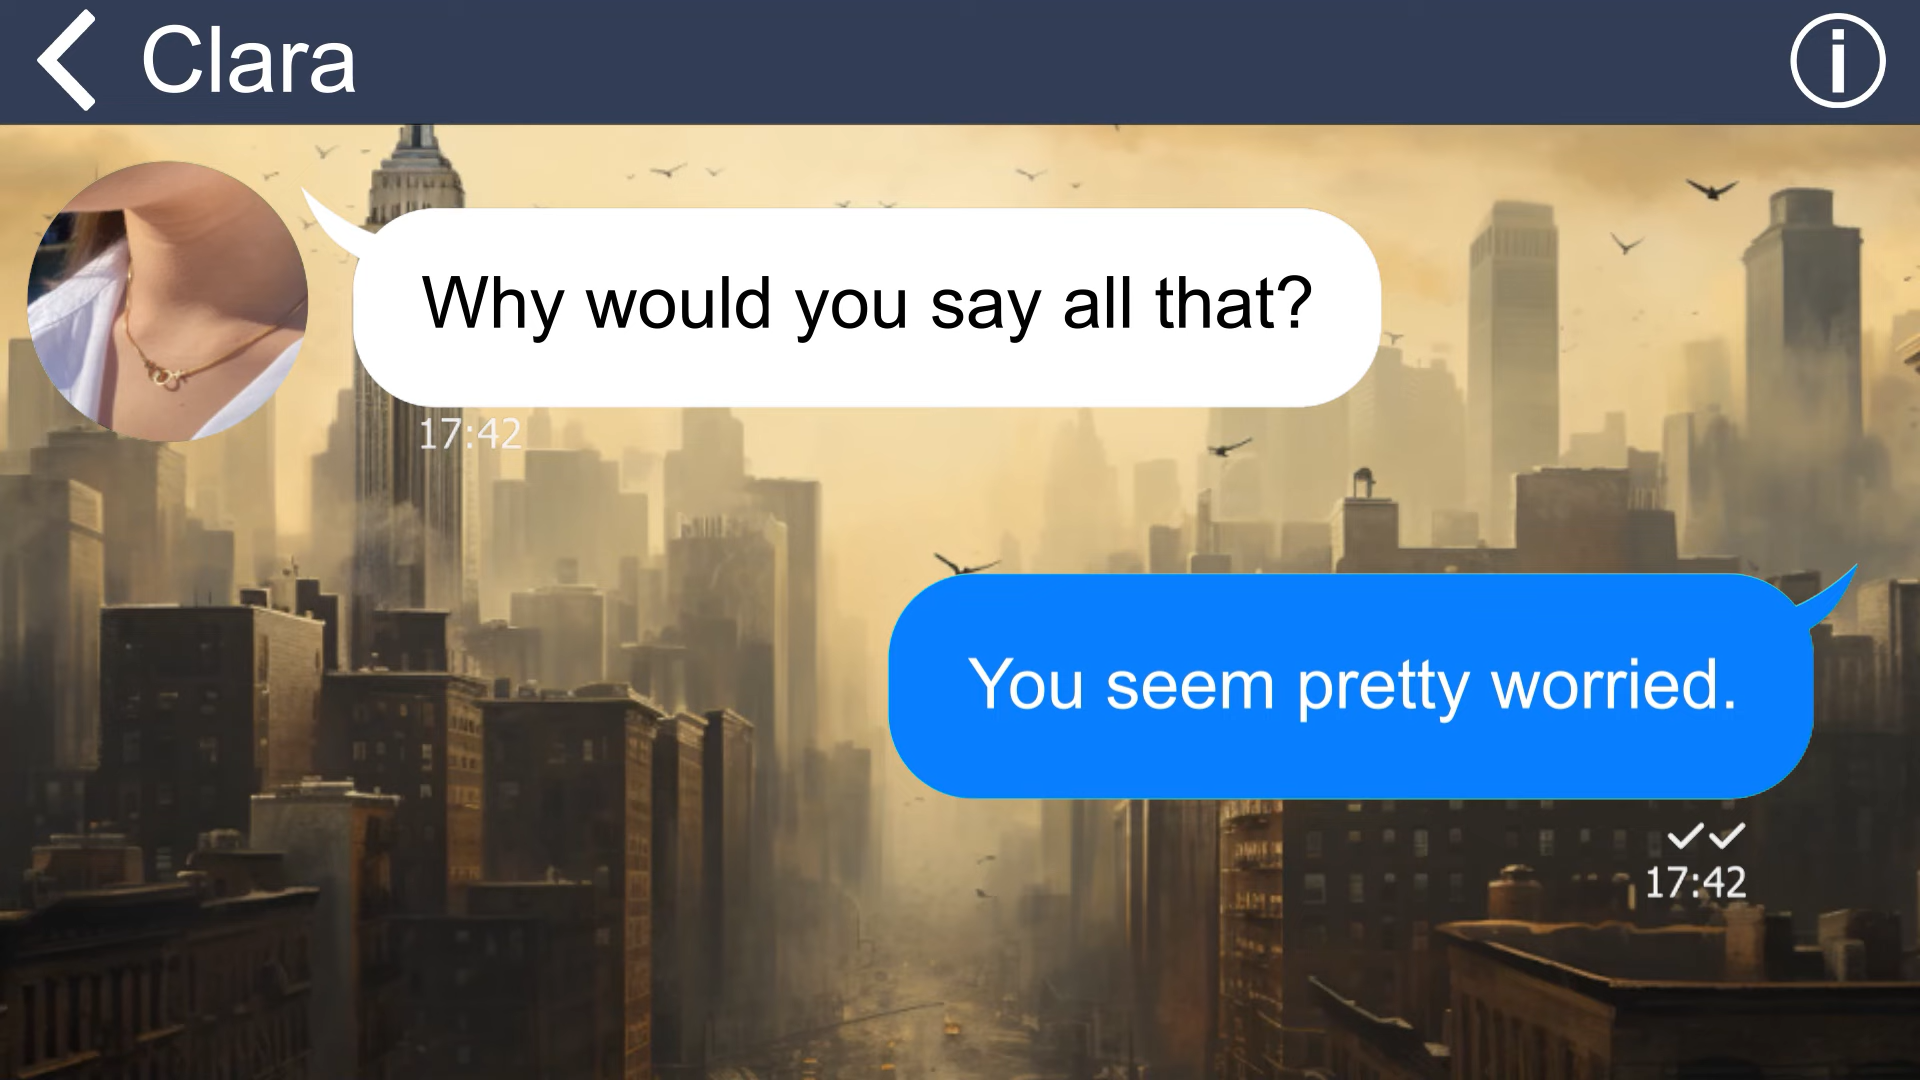 Clara
Why would you say all that?
17:42
You seem pretty worried.
17:42